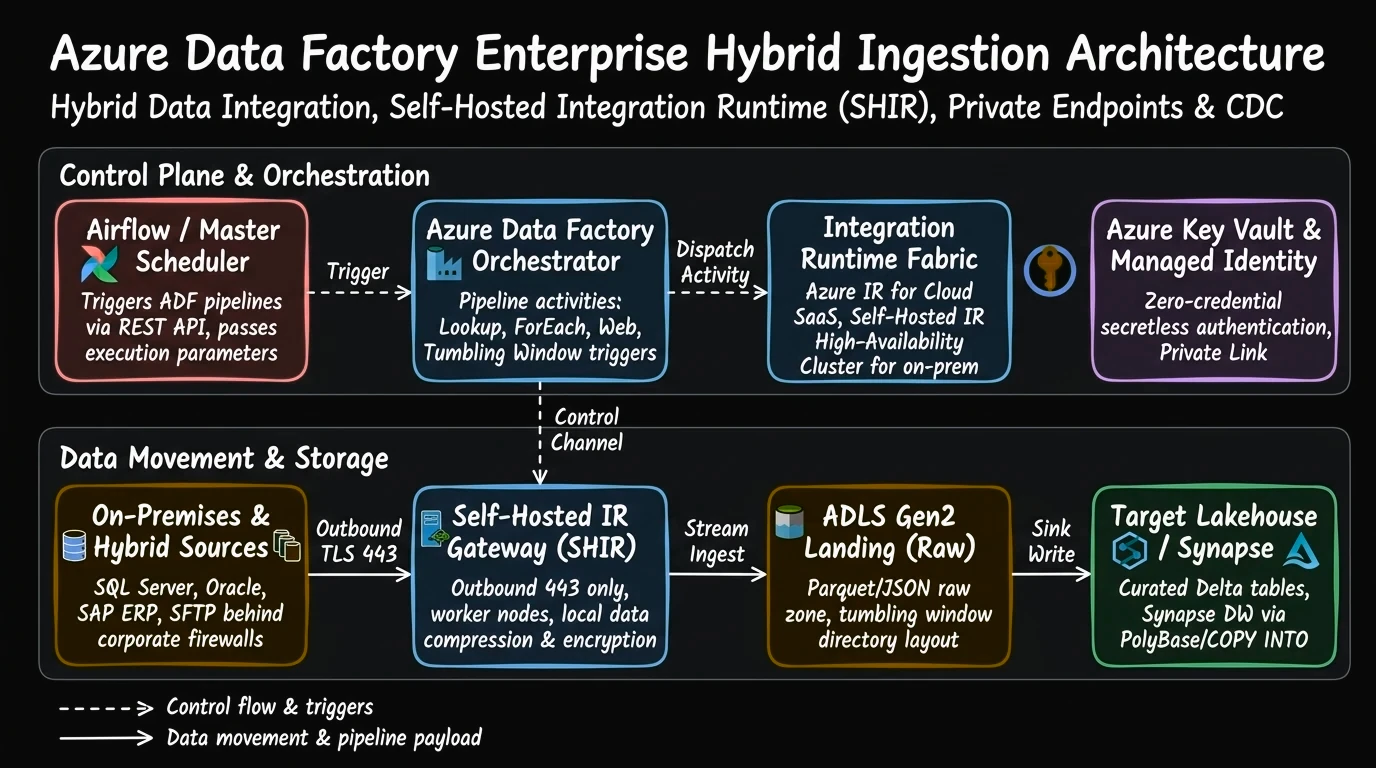 Azure Data Factory Enterprise Hybrid Ingestion Architecture
Hybrid Data Integration, Self-Hosted Integration Runtime (SHIR), Private Endpoints & CDC
Control Plane & Orchestration
Airflow / Master
Scheduler
Triggers ADF pipelines
via REST API, passes
execution parameters
Trigger
Azure Data Factory
Orchestrator
Pipeline activities:
Lookup, ForEach, Web,
Tumbling Window triggers
Dispatch
Activity
Integration
Runtime Fabric
Azure IR for Cloud
SaaS, Self-Hosted IR
High-Availability
Cluster for on-prem
Azure Key Vault &
Managed Identity
Zero-credential
secretless authentication,
Private Link
Control
Channel
Data Movement & Storage
On-Premises &
Hybrid Sources
SQL Server, Oracle,
SAP ERP, SFTP behind
corporate firewalls
Outbound
TLS 443
Self-Hosted IR
Gateway (SHIR)
Outbound 443 only,
worker nodes, local data
compression & encryption
Stream
Ingest
ADLS Gen2
Landing (Raw)
Parquet/JSON raw
zone, tumbling window
directory layout
Sink
Write
Target Lakehouse
/ Synapse
Curated Delta tables,
Synapse DW via
PolyBase/COPY INTO
Control flow & triggers
Data movement & pipeline payload